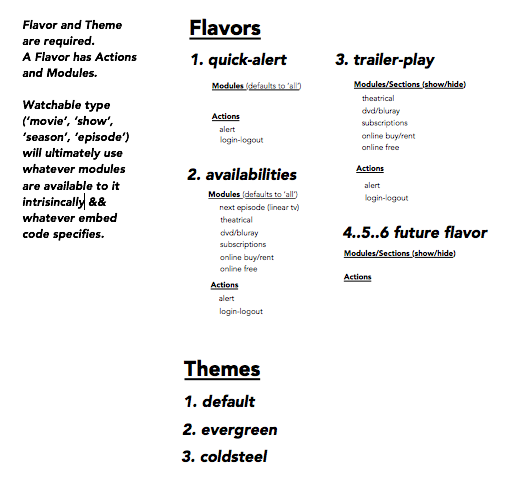 Flavor and Theme
are required.
A Flavor has Actions
and Modules.
Watchable type
('movie', 'show',
'season', 'episode')
will ultimately use
whatever modules
are available to it
intrisincally &&
whatever embed
code specifies.
Flavors
1. quick-alert
Modules (defaults to 'all')
Actions
alert
login-logout
2. availabilities
Modules (defaults to 'all')
next episode (linear tv)
theatrical
dvd/bluray
subscriptions
online buy/rent
online free
Actions
alert
login-logout
3. trailer-play
Modules/Sections (show/hide)
theatrical
dvd/bluray
subscriptions
online buy/rent
online free
Actions
alert
login-logout
4..5..6 future flavor
Modules/Sections (show/hide)
Actions
Themes
1. default
2. evergreen
3. coldsteel